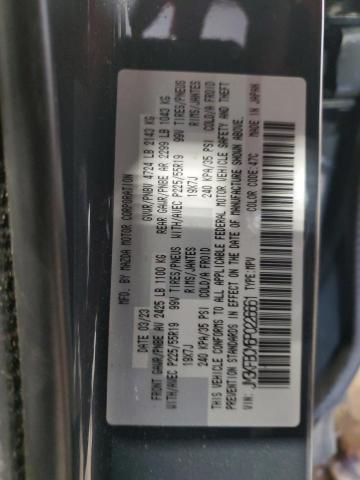 MFD. BY: MAZDA MOTOR CORPORATION
DATE 03/23 GVWR/PNBV 4724 LB 2143 KG
FRONT GAWR/PNBE AV 2425 LB 1100 KG REAR GAWR/PNBE AR 2299 LB 1043 KG
WITH/AVEC P225/55R19 99V TIRES/PNEUS WITH/AVEC P225/55R19 99V TIRES/PNEUS
19X7J RIMS/JANTES 19X7J RIMS/JANTES
240 KPA/35 PSI COLD/A FROID 240 KPA/35 PSI COLD/A FROID
THIS VEHICLE CONFORMS TO ALL APPLICABLE FEDERAL MOTOR VEHICLE SAFETY AND THEFT
PREVENTION STANDARDS IN EFFECT ON THE DATE OF MANUFACTURE SHOWN ABOVE.
VIN: JM3KFBCM6P0226661 TYPE:MPV COLOR CODE 47C MADE IN JAPAN